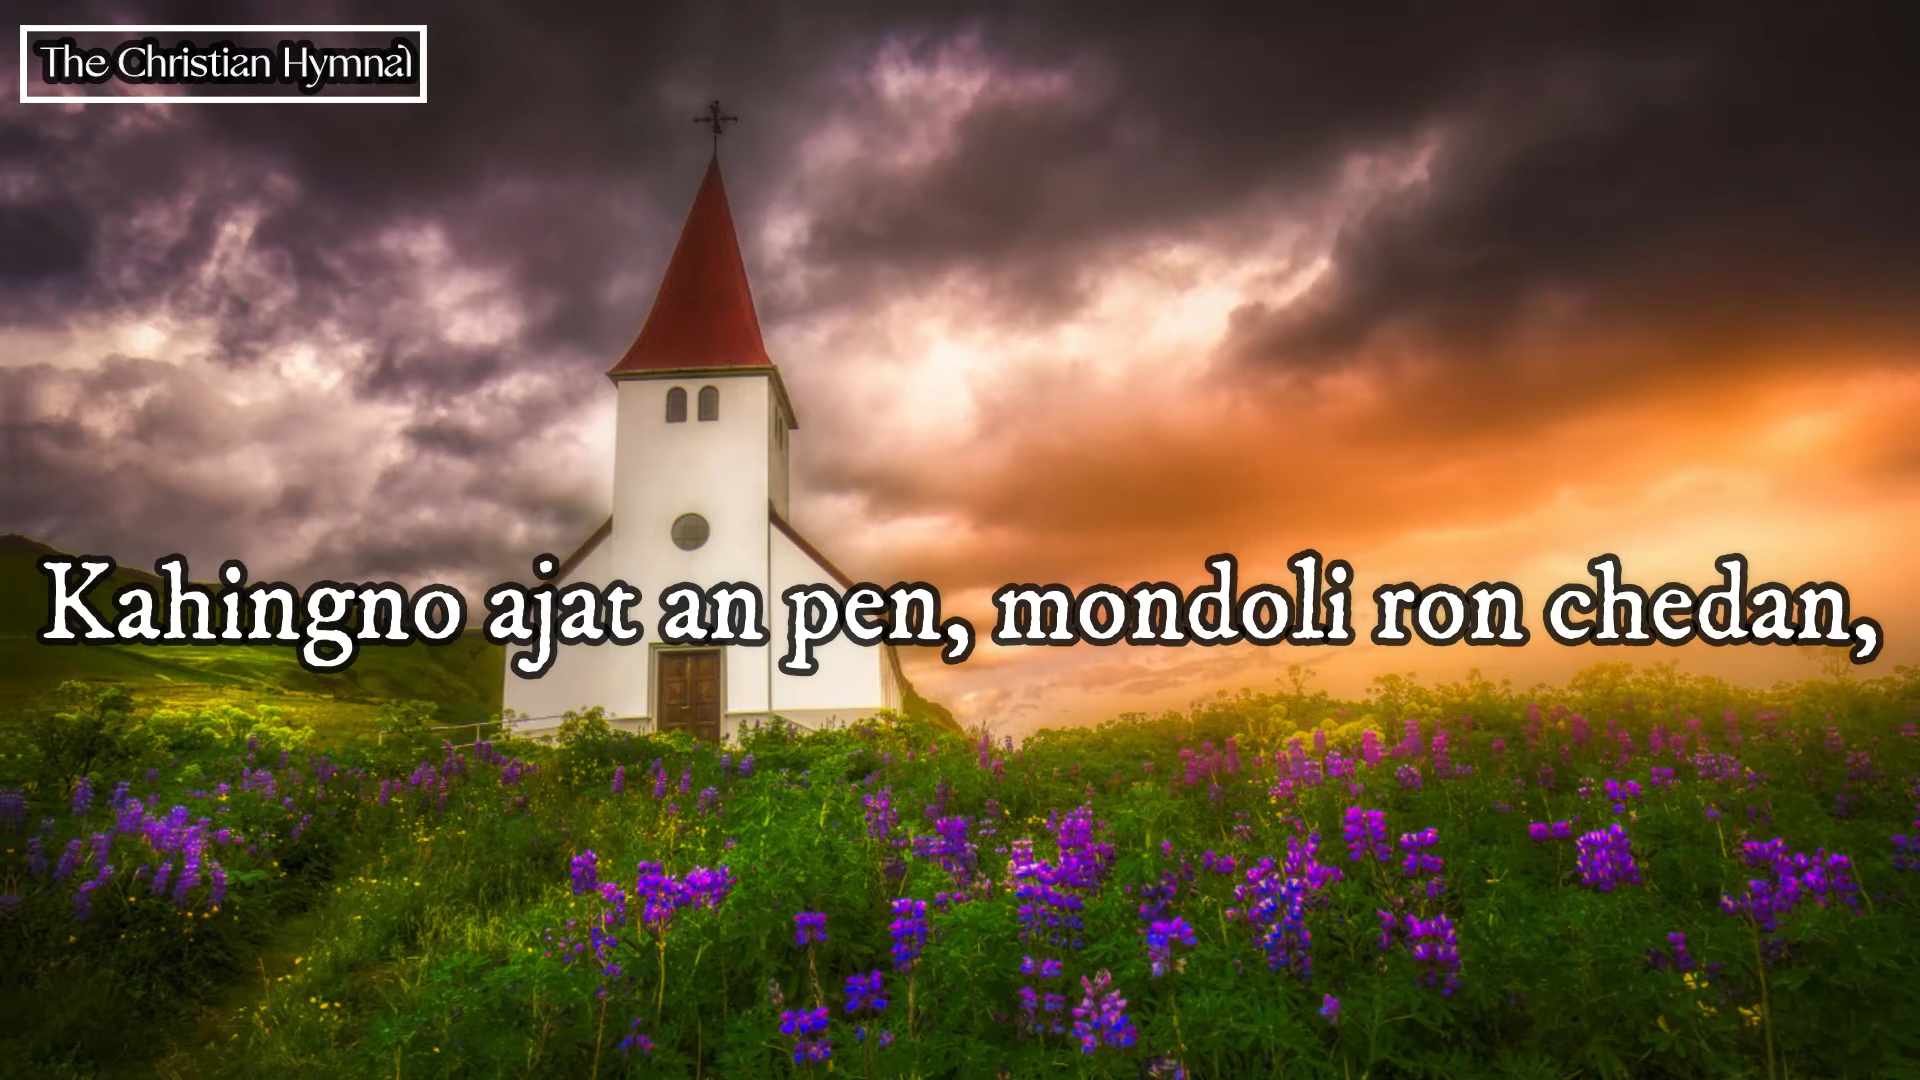 The Christian Hymnal
Kahingno ajat an pen, mondoli ron chedan,